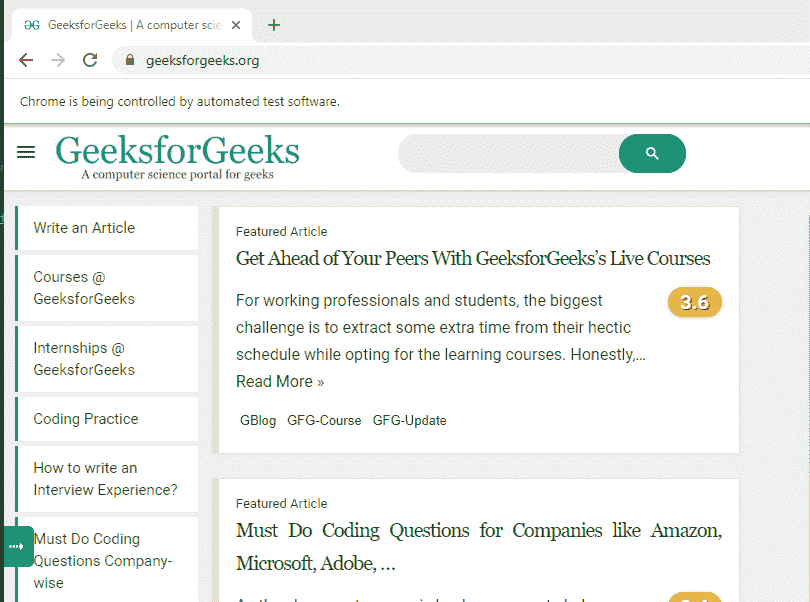 GeeksforGeeks | A computer scie
geeksforgeeks.org
Chrome is being controlled by automated test software.
GeeksforGeeks
A computer science portal for geeks
Write an Article
Courses @
GeeksforGeeks
Internships @
GeeksforGeeks
Coding Practice
How to write an
Interview Experience?
Must Do Coding
Questions Company-
wise
Featured Article
Get Ahead of Your Peers With GeeksforGeeks's Live Courses
3.6
For working professionals and students, the biggest
challenge is to extract some extra time from their hectic
schedule while opting for the learning courses. Honestly,...
Read More »
GBlog GFG-Course GFG-Update
Featured Article
Must Do Coding Questions for Companies like Amazon,
Microsoft, Adobe, ...